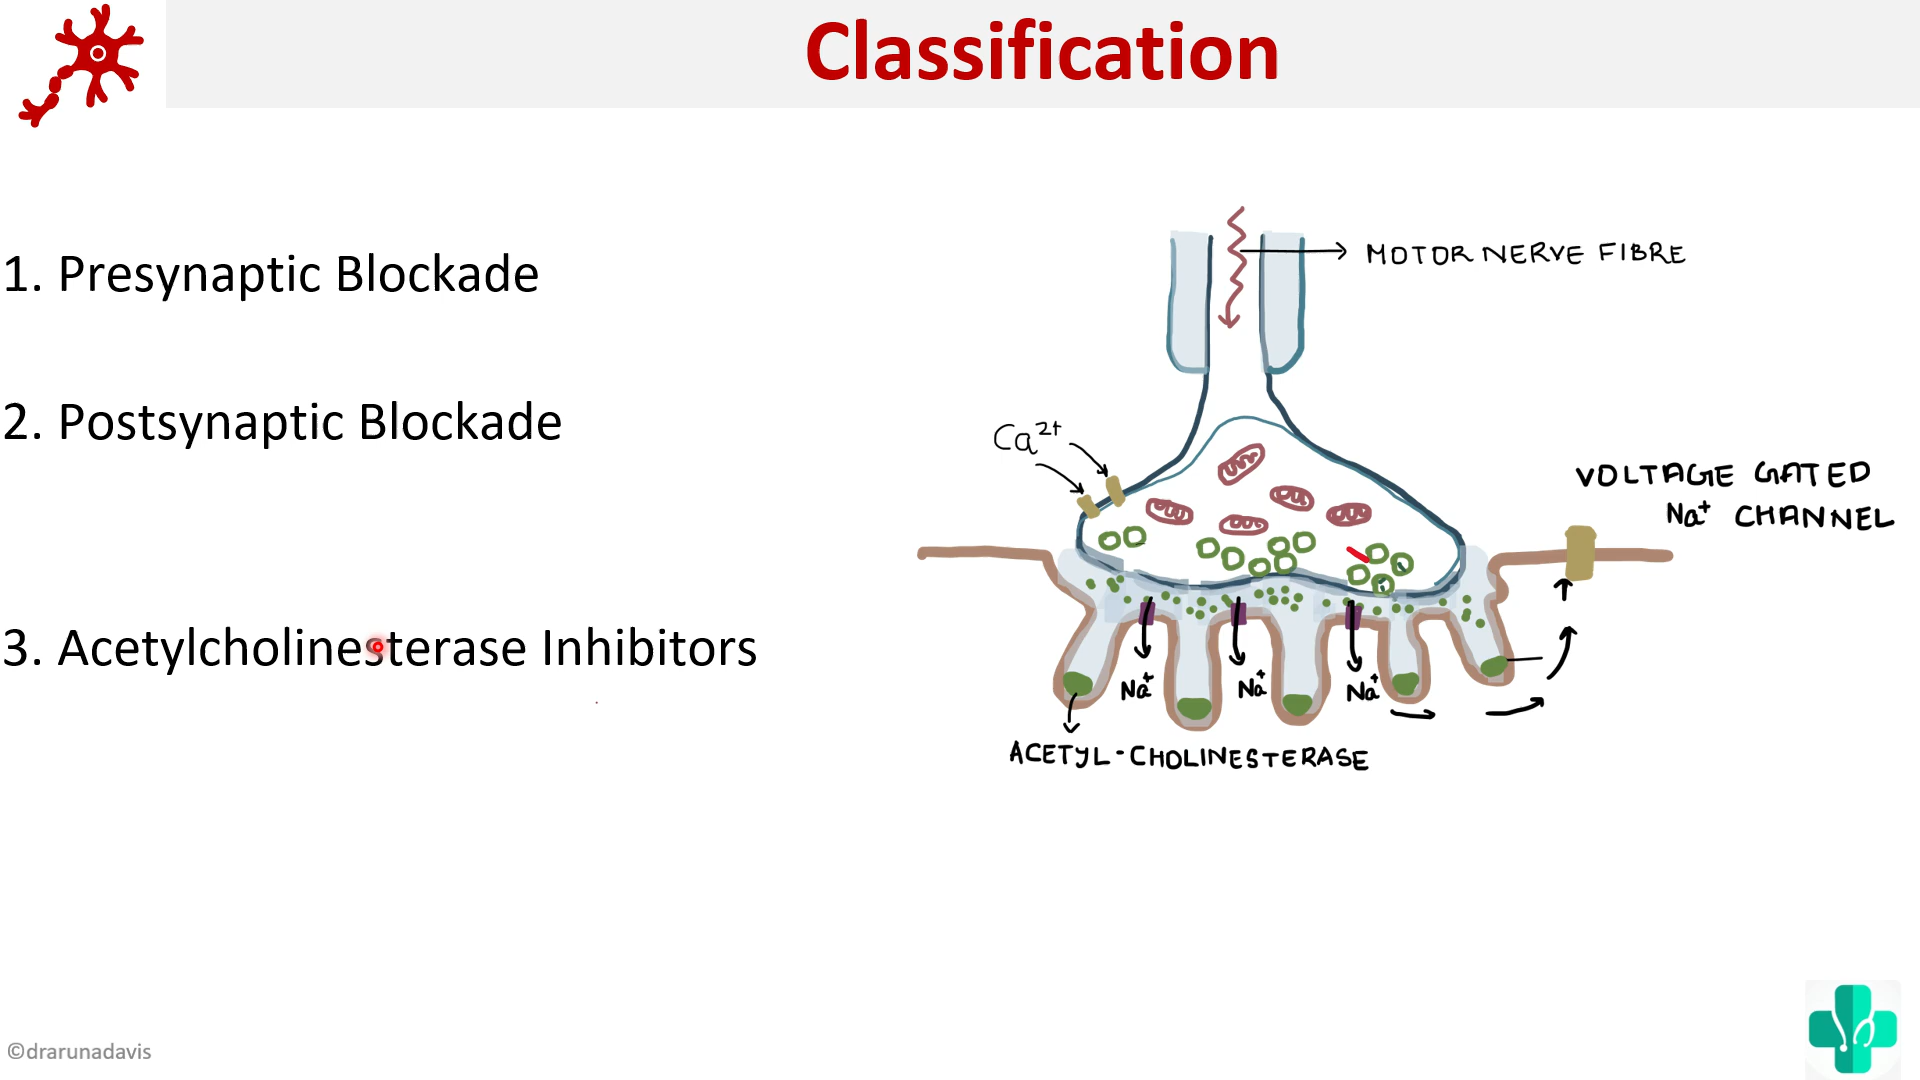 Classification
1. Presynaptic Blockade
2. Postsynaptic Blockade
3. Acetylcholinesterase Inhibitors
MOTOR NERVE FIBRE
Ca²⁺
VOLTAGE GATED
Na⁺ CHANNEL
Na⁺ Na⁺ Na⁺
ACETYL-CHOLINESTERASE
©drarunadavis